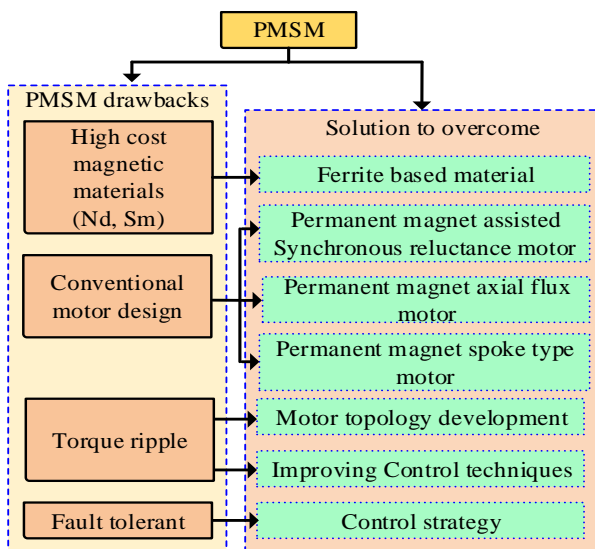 PMSM
PMSM drawbacks
High cost
magnetic
materials
(Nd, Sm)
Conventional
motor design
Torque ripple
Fault tolerant
Solution to overcome
Ferrite based material
Permanent magnet assisted
Synchronous reluctance motor
Permanent magnet axial flux
motor
Permanent magnet spoke type
motor
Motor topology development
Improving Control techniques
Control strategy